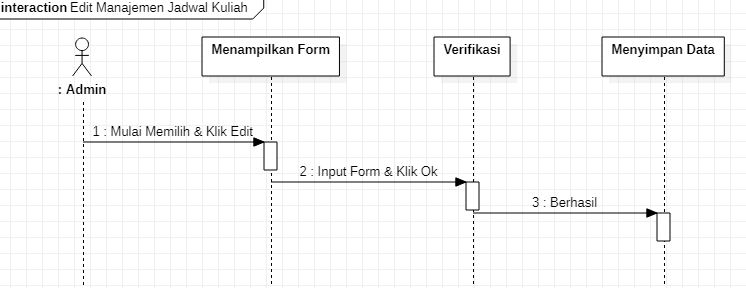 interaction Edit Manajemen Jadwal Kuliah
Menampilkan Form
Verifikasi
Menyimpan Data
: Admin
1 : Mulai Memilih & Klik Edit
2 : Input Form & Klik Ok
3 : Berhasil